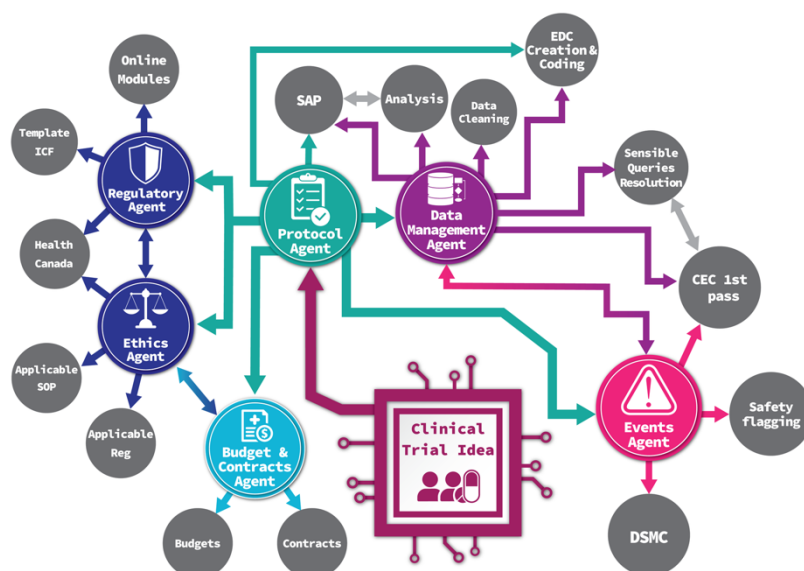 EDC
Creation &
Coding
Online
Modules
SAP
Analysis
Data
Cleaning
Template
ICF
Sensible
Queries
Resolution
Regulatory
Agent
Protocol
Agent
Data
Management
Agent
Health
Canada
CEC 1st
pass
Ethics
Agent
Applicable
SOP
Applicable
Reg
Clinical
Trial Idea
Events
Agent
Safety
flagging
Budget &
Contracts
Agent
Budgets
Contracts
DSMC